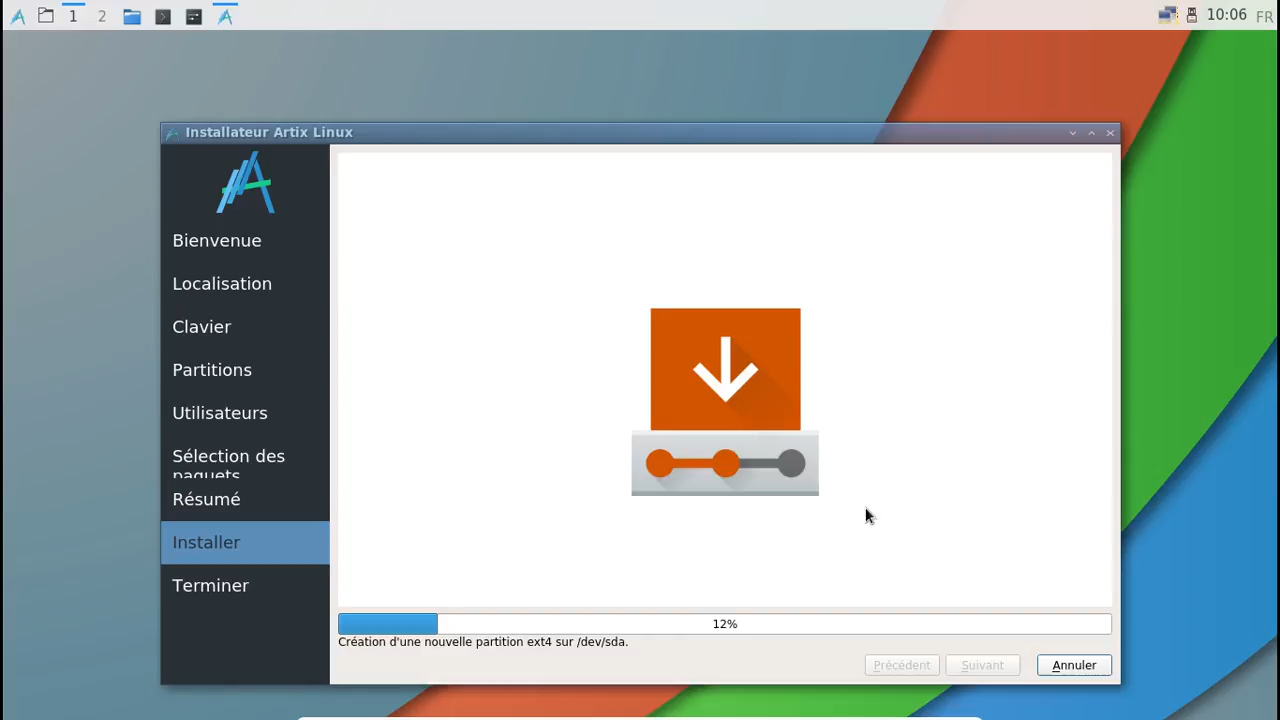 1 2 10:06 FR
Installateur Artix Linux
Bienvenue
Localisation
Clavier
Partitions
Utilisateurs
Sélection des
paquets
Résumé
Installer
Terminer
12%
Création d'une nouvelle partition ext4 sur /dev/sda.
Précédent Suivant Annuler